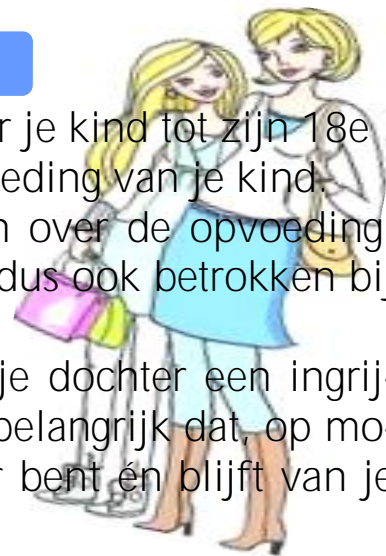 r je kind tot zijn 18e
eding van je kind.
n over de opvoeding
dus ook betrokken bij
je dochter een ingrij-
belangrijk dat, op mo-
r bent én blijft van je